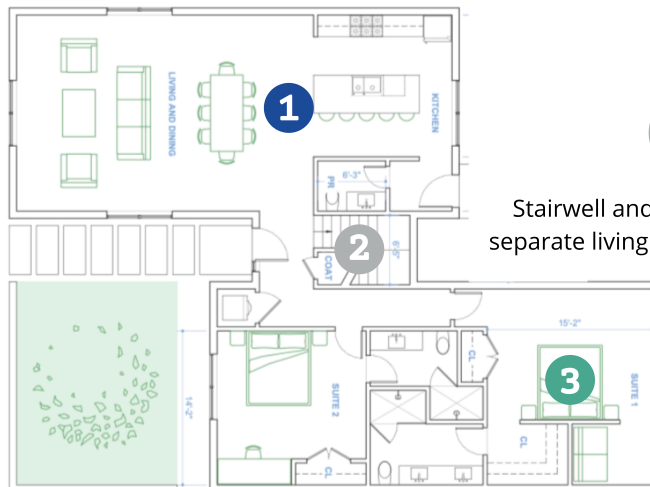 1
LIVING AND DINING
KITCHEN
PR
6'-3"
Stairwell and
separate living
2
6'-5"
COAT
15'-2"
14'-2"
SUITE 2
CL
3
SUITE 1
CL
CL